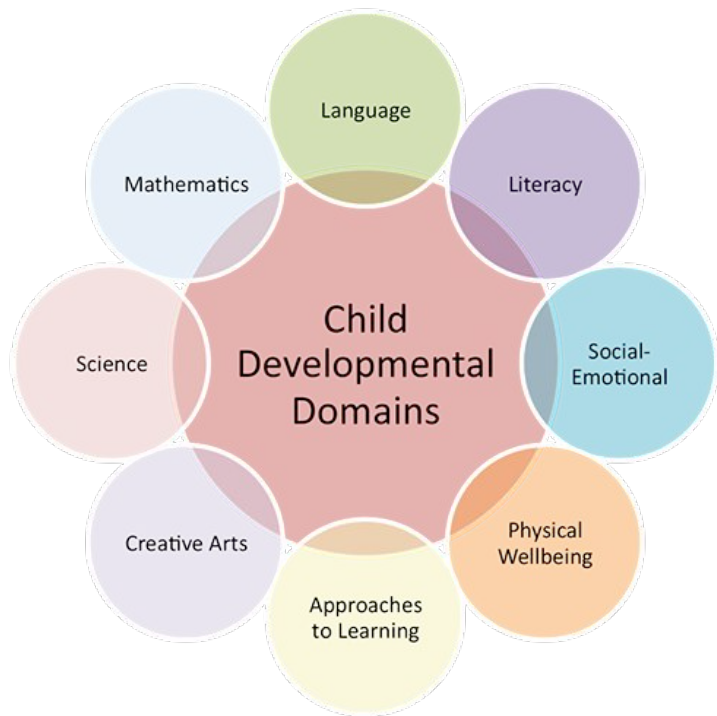 Language
Mathematics
Literacy
Child
Developmental
Domains
Science
Social-
Emotional
Creative Arts
Physical
Wellbeing
Approaches
to Learning